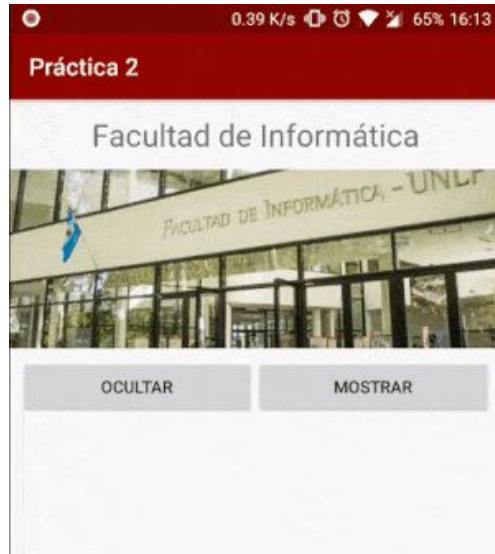 0.39 K/s 65% 16:13
Práctica 2
Facultad de Informática
FACULTAD DE INFORMÁTICA - UNLP
OCULTAR MOSTRAR